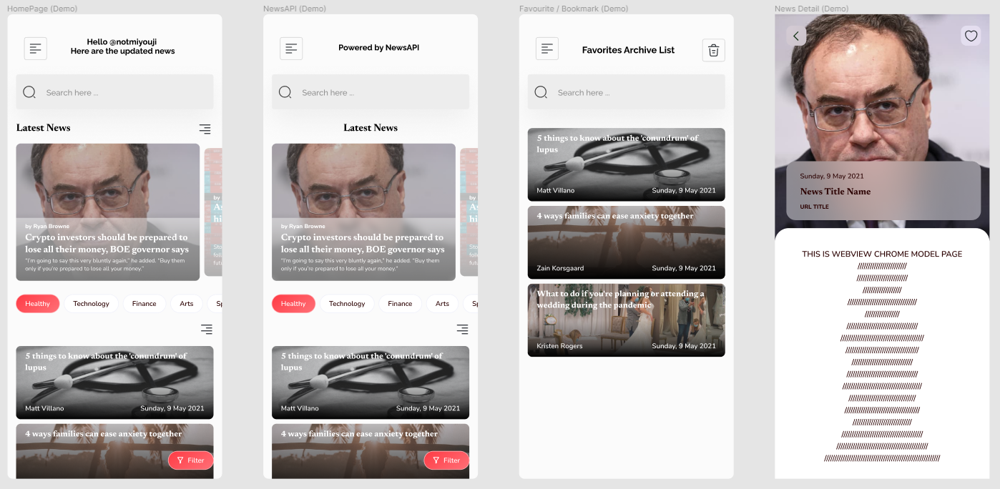 HomePage (Demo)
Hello @notmiyouji
Here are the updated news
Search here ...
Latest News
by Ryan Browne
Crypto investors should be prepared to
lose all their money, BOE governor says
"I'm going to say this very bluntly again," he added. "Buy them
only if you're prepared to lose all your money."
by
As
hi
Sto
foll
futu
Healthy
Technology
Finance
Arts
Sp
5 things to know about the 'conundrum' of
lupus
Matt Villano
Sunday, 9 May 2021
4 ways families can ease anxiety together
Filter
NewsAPI (Demo)
Powered by NewsAPI
Search here ...
Latest News
by Ryan Browne
Crypto investors should be prepared to
lose all their money, BOE governor says
"I'm going to say this very bluntly again," he added. "Buy them
only if you're prepared to lose all your money."
by
As
hi
Sto
foll
futu
Healthy
Technology
Finance
Arts
Sp
5 things to know about the 'conundrum' of
lupus
Matt Villano
Sunday, 9 May 2021
4 ways families can ease anxiety together
Filter
Favourite / Bookmark (Demo)
Favorites Archive List
Search here ...
5 things to know about the 'conundrum' of
lupus
Matt Villano
Sunday, 9 May 2021
4 ways families can ease anxiety together
Zain Korsgaard
Sunday, 9 May 2021
What to do if you're planning or attending a
wedding during the pandemic
Kristen Rogers
Sunday, 9 May 2021
News Detail (Demo)
Sunday, 9 May 2021
News Title Name
URL TITLE
THIS IS WEBVIEW CHROME MODEL PAGE